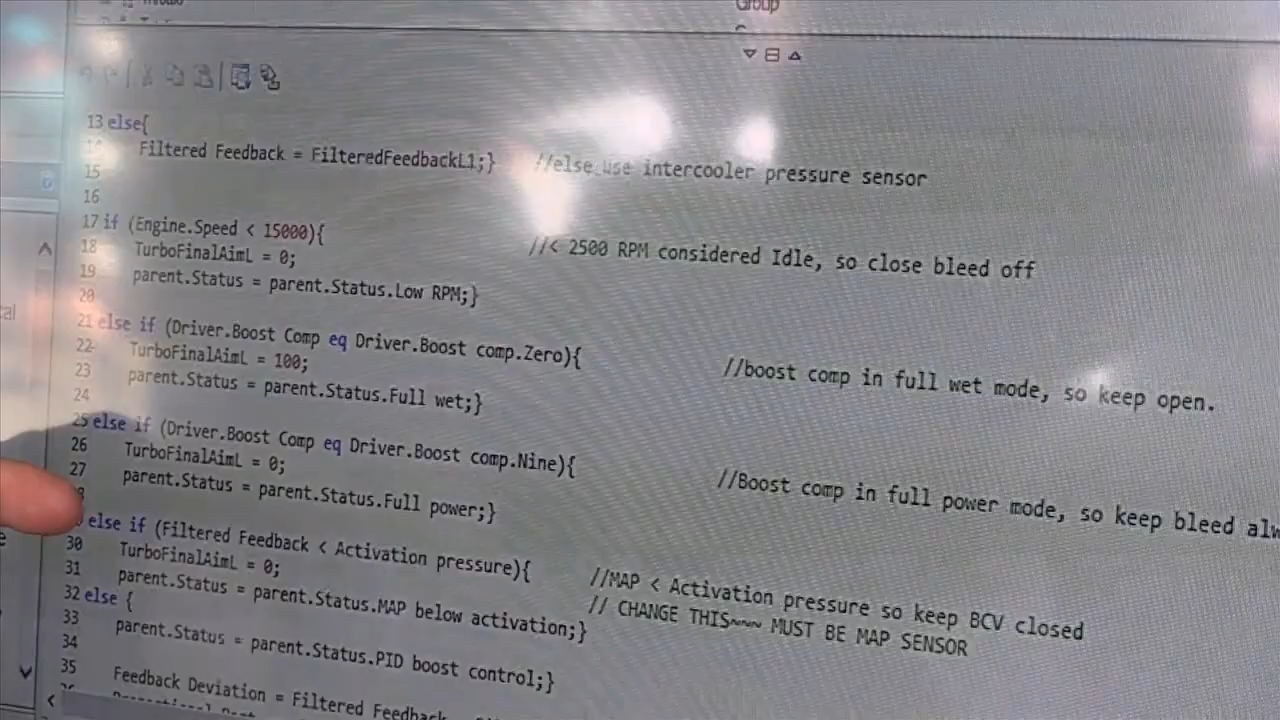 Group
13 else{
14 Filtered Feedback = FilteredFeedbackL1;} //else use intercooler pressure sensor
15
16
17 if (Engine.Speed < 15000){ //< 2500 RPM considered Idle, so close bleed off
18 TurboFinalAimL = 0;
19 parent.Status = parent.Status.Low RPM;}
20
21 else if (Driver.Boost Comp eq Driver.Boost comp.Zero){ //boost comp in full wet mode, so keep open.
22 TurboFinalAimL = 100;
23 parent.Status = parent.Status.Full wet;}
24
25 else if (Driver.Boost Comp eq Driver.Boost comp.Nine){ //Boost comp in full power mode, so keep bleed alw
26 TurboFinalAimL = 0;
27 parent.Status = parent.Status.Full power;}
else if (Filtered Feedback < Activation pressure){ //MAP < Activation pressure so keep BCV closed
30 TurboFinalAimL = 0; // CHANGE THIS~~~~ MUST BE MAP SENSOR
31 parent.Status = parent.Status.MAP below activation;}
32 else {
33 parent.Status = parent.Status.PID boost control;}
34
35 Feedback Deviation = Filtered Feedback